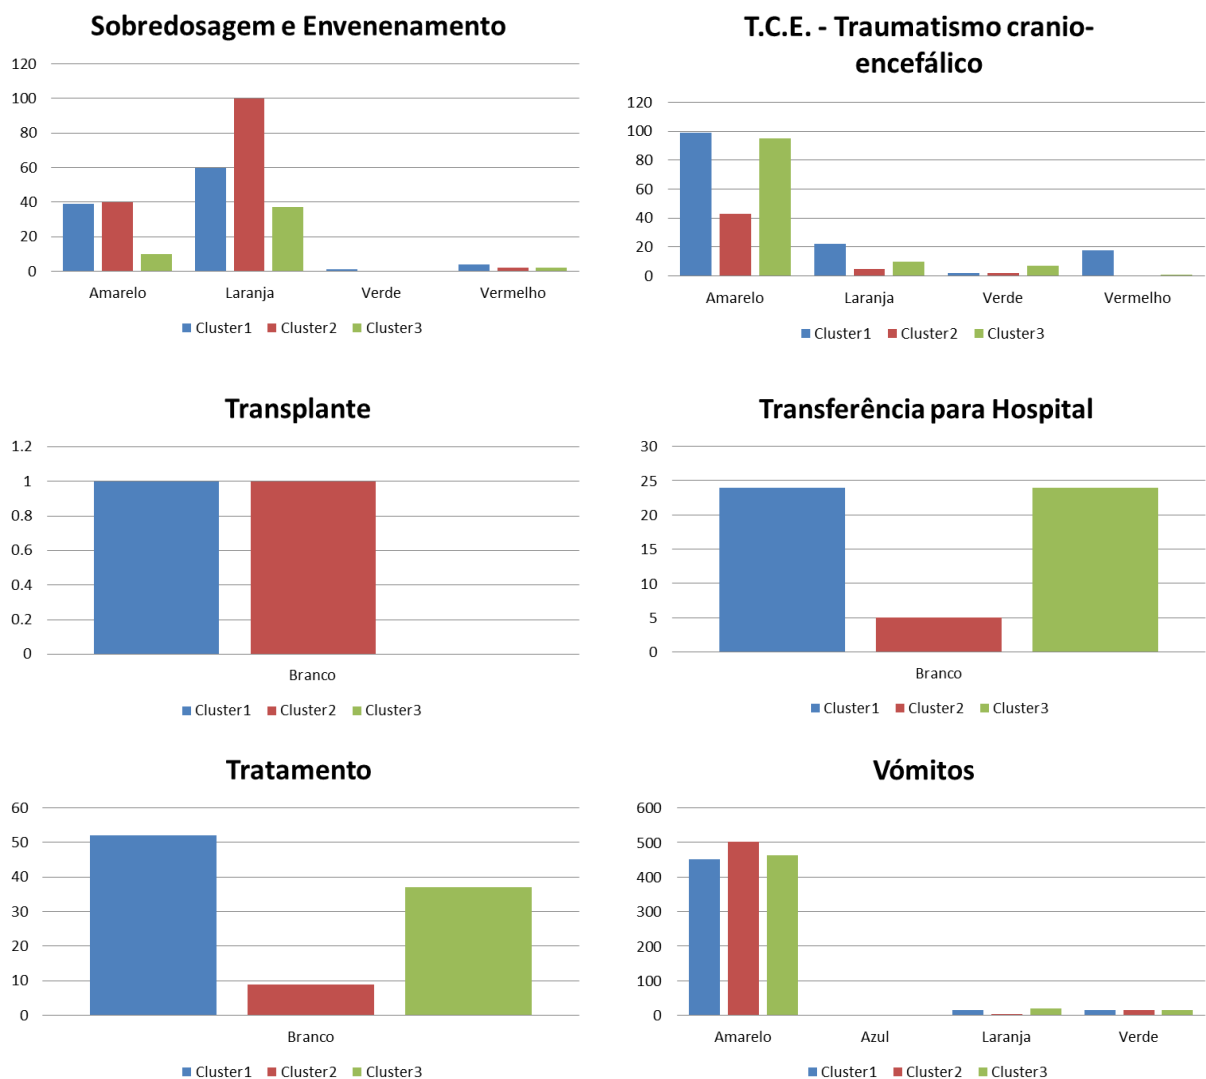 Sobredosagem e Envenenamento
120
100
80
60
40
20
0
Amarelo Laranja Verde Vermelho
Cluster1 Cluster2 Cluster3
T.C.E. - Traumatismo cranio-
encefálico
120
100
80
60
40
20
0
Amarelo Laranja Verde Vermelho
Cluster1 Cluster2 Cluster3
Transplante
1.2
1
0.8
0.6
0.4
0.2
0
Branco
Cluster1 Cluster2 Cluster3
Transferência para Hospital
30
25
20
15
10
5
0
Branco
Cluster1 Cluster2 Cluster3
Tratamento
60
50
40
30
20
10
0
Branco
Cluster1 Cluster2 Cluster3
Vómitos
600
500
400
300
200
100
0
Amarelo Azul Laranja Verde
Cluster1 Cluster2 Cluster3